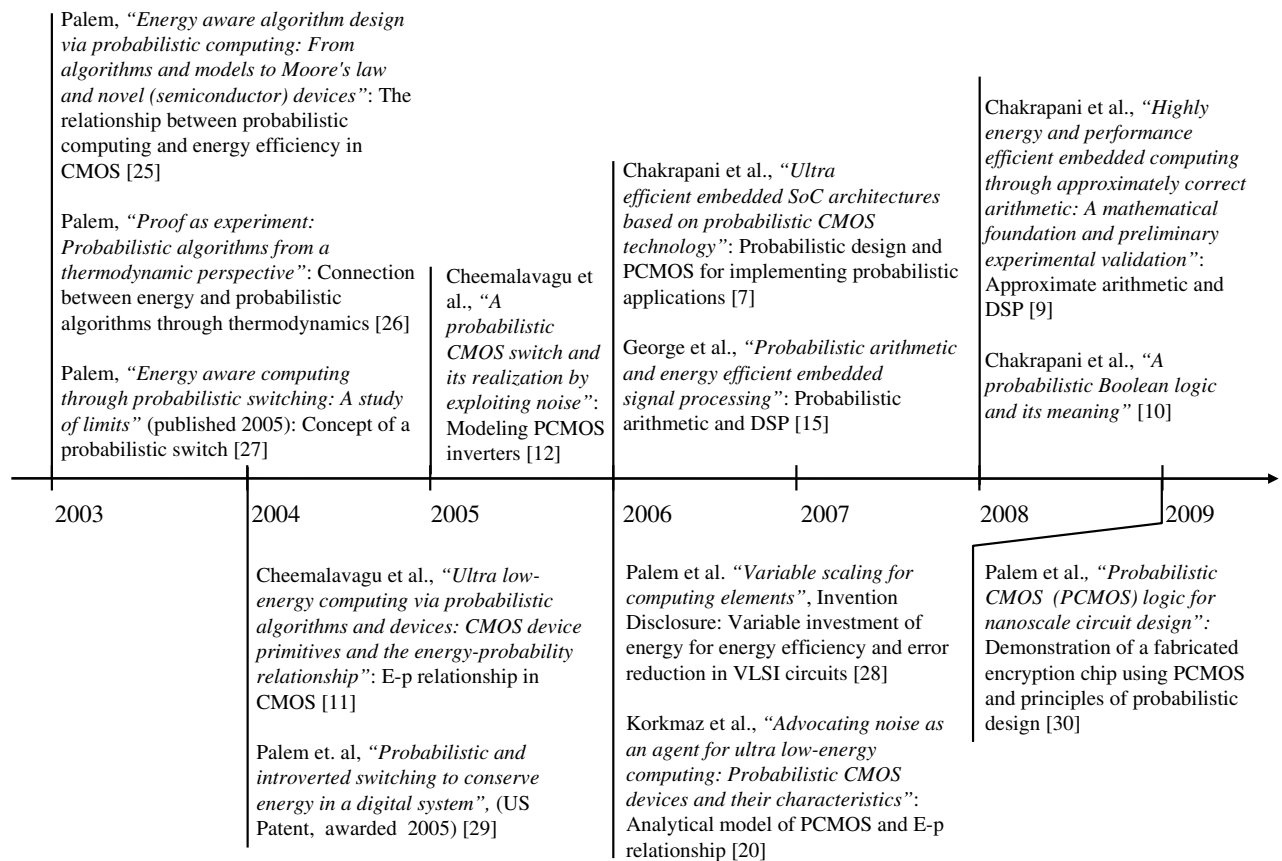 Palem, “Energy aware algorithm design
via probabilistic computing: From
algorithms and models to Moore's law
and novel (semiconductor) devices”: The
relationship between probabilistic
computing and energy efficiency in
CMOS [25]
Palem, “Proof as experiment:
Probabilistic algorithms from a
thermodynamic perspective”: Connection
between energy and probabilistic
algorithms through thermodynamics [26]
Palem, “Energy aware computing
through probabilistic switching: A study
of limits” (published 2005): Concept of a
probabilistic switch [27]
Cheemalavagu et
al., “A
probabilistic
CMOS switch and
its realization by
exploiting noise”:
Modeling PCMOS
inverters [12]
Chakrapani et al., “Ultra
efficient embedded SoC architectures
based on probabilistic CMOS
technology”: Probabilistic design and
PCMOS for implementing probabilistic
applications [7]
George et al., “Probabilistic arithmetic
and energy efficient embedded
signal processing”: Probabilistic
arithmetic and DSP [15]
Chakrapani et al., “Highly
energy and performance
efficient embedded computing
through approximately correct
arithmetic: A mathematical
foundation and preliminary
experimental validation”:
Approximate arithmetic and
DSP [9]
Chakrapani et al., “A
probabilistic Boolean logic
and its meaning” [10]
2003
2004
2005
2006
2007
2008
2009
Cheemalavagu et al., “Ultra low-
energy computing via probabilistic
algorithms and devices: CMOS device
primitives and the energy-probability
relationship”: E-p relationship in
CMOS [11]
Palem et. al, “Probabilistic and
introverted switching to conserve
energy in a digital system”, (US
Patent, awarded 2005) [29]
Palem et al. “Variable scaling for
computing elements”, Invention
Disclosure: Variable investment of
energy for energy efficiency and error
reduction in VLSI circuits [28]
Korkmaz et al., “Advocating noise as
an agent for ultra low-energy
computing: Probabilistic CMOS
devices and their characteristics”:
Analytical model of PCMOS and E-p
relationship [20]
Palem et al., “Probabilistic
CMOS (PCMOS) logic for
nanoscale circuit design”:
Demonstration of a fabricated
encryption chip using PCMOS
and principles of probabilistic
design [30]